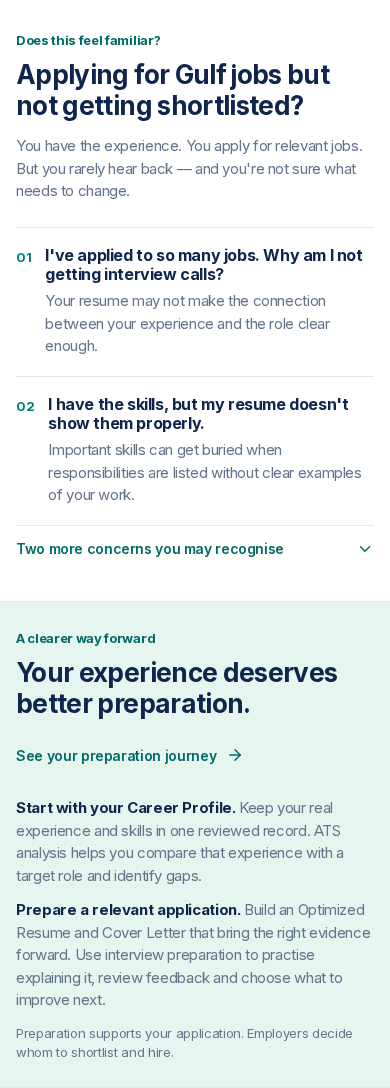 Does this feel familiar?
Applying for Gulf jobs but
not getting shortlisted?
You have the experience. You apply for relevant jobs.
But you rarely hear back — and you're not sure what
needs to change.
01 I've applied to so many jobs. Why am I not
getting interview calls?
Your resume may not make the connection
between your experience and the role clear
enough.
02 I have the skills, but my resume doesn't
show them properly.
Important skills can get buried when
responsibilities are listed without clear examples
of your work.
Two more concerns you may recognise
A clearer way forward
Your experience deserves
better preparation.
See your preparation journey →
Start with your Career Profile. Keep your real
experience and skills in one reviewed record. ATS
analysis helps you compare that experience with a
target role and identify gaps.
Prepare a relevant application. Build an Optimized
Resume and Cover Letter that bring the right evidence
forward. Use interview preparation to practise
explaining it, review feedback and choose what to
improve next.
Preparation supports your application. Employers decide
whom to shortlist and hire.